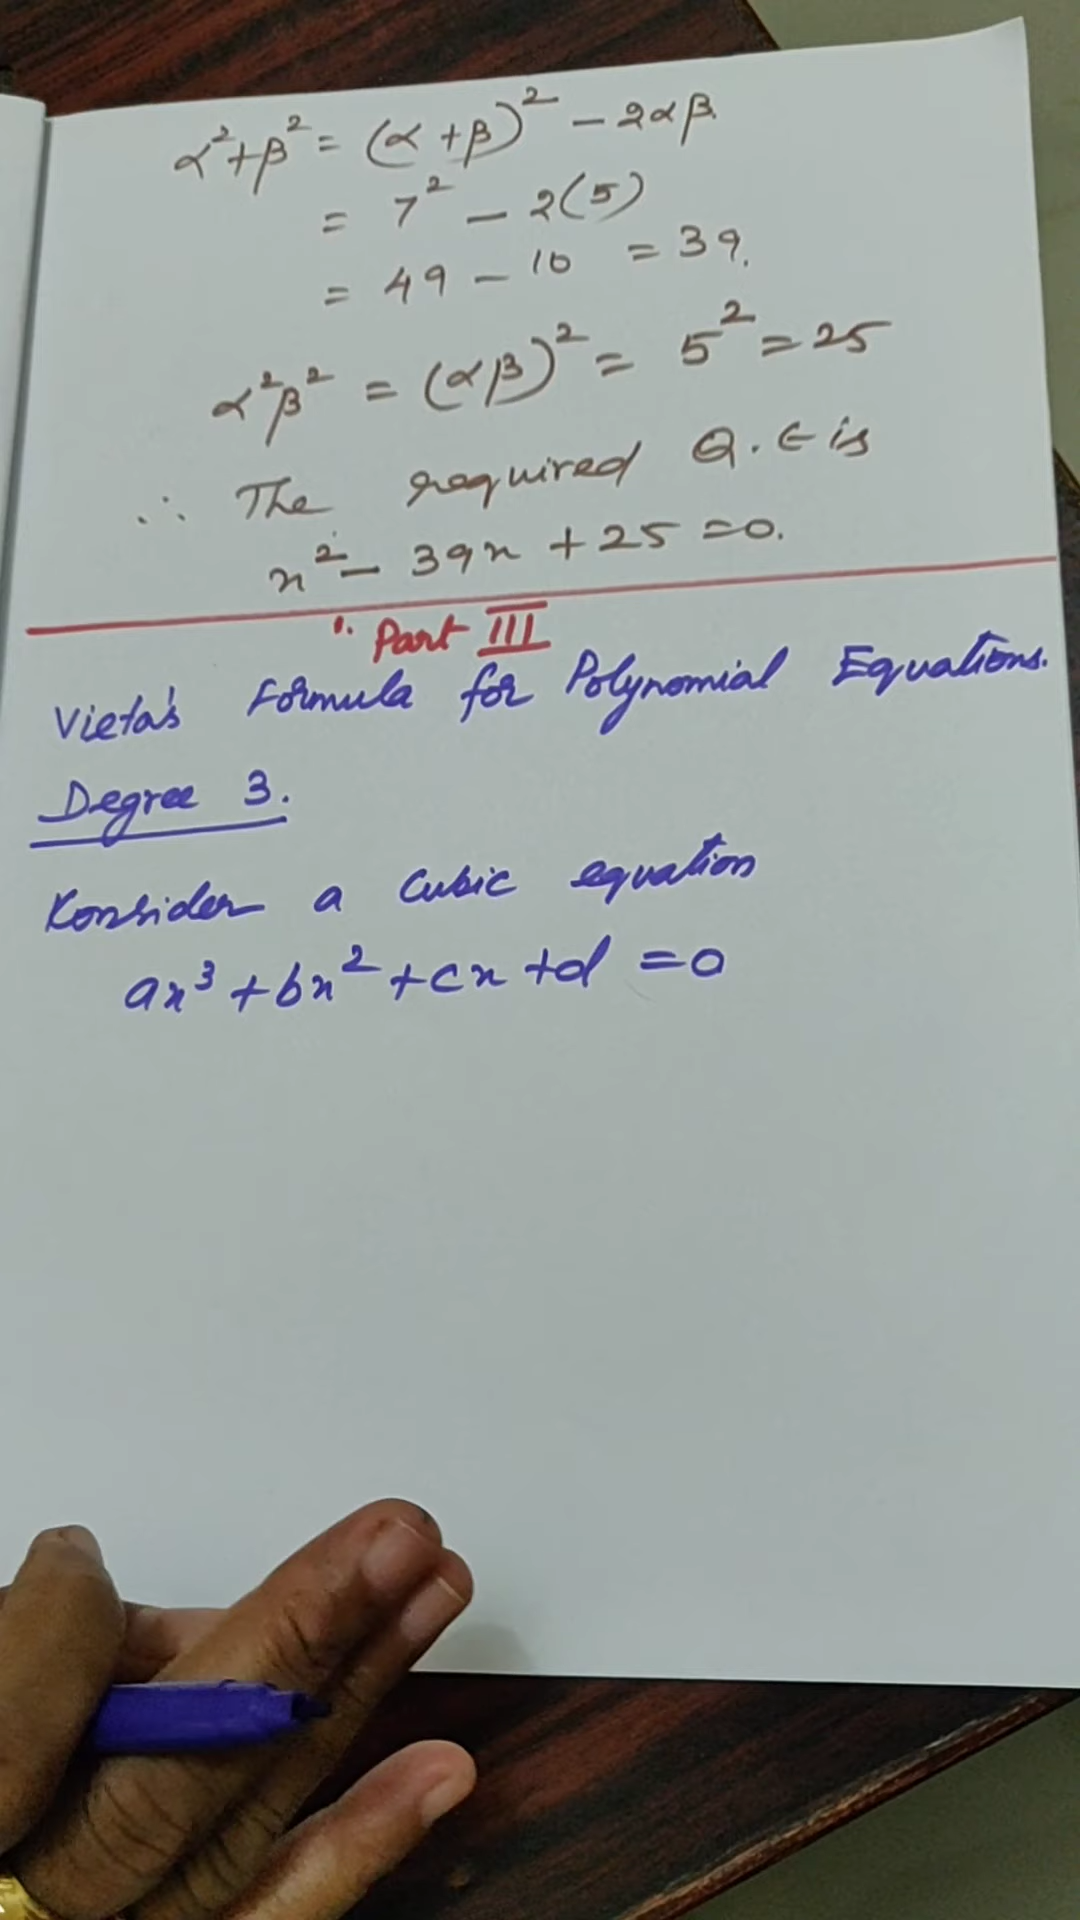 α²+β² = (α+β)² - 2αβ.
= 7² - 2(5)
= 49 - 10 = 39.
α²β² = (αβ)² = 5² = 25
∴ The required Q.E is
x² - 39x + 25 = 0.
Part III
Vieta's Formula for Polynomial Equations.
Degree 3.
Konsider a Cubic equation
ax³ + bx² + cx + d = 0